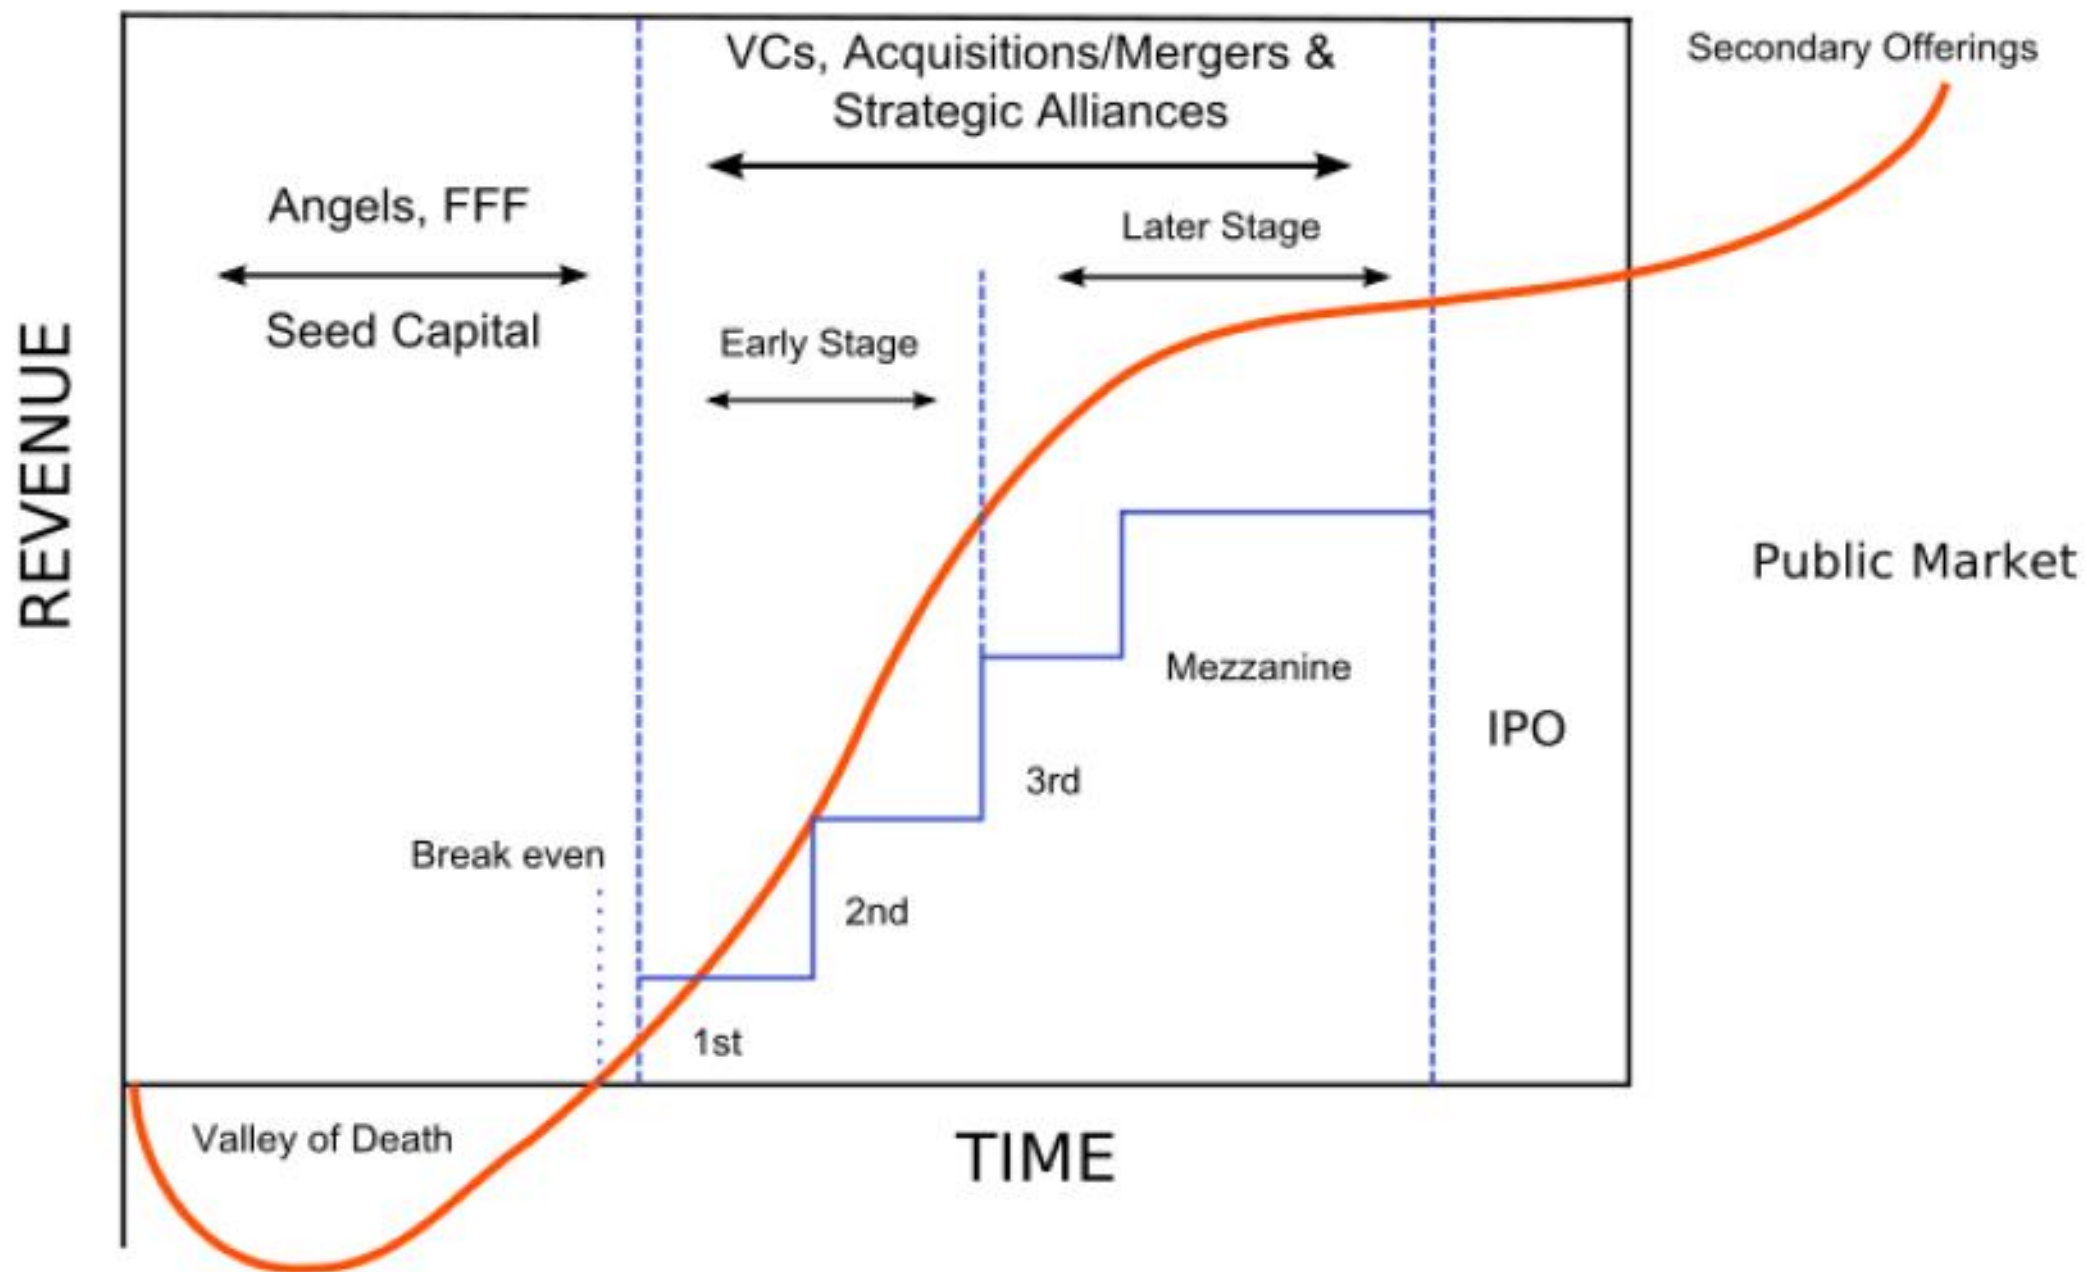 VCs, Acquisitions/Mergers &
Strategic Alliances
Secondary Offerings
Angels, FFF
Seed Capital
Later Stage
Early Stage
REVENUE
Public Market
Mezzanine
IPO
3rd
Break even
2nd
1st
Valley of Death
TIME